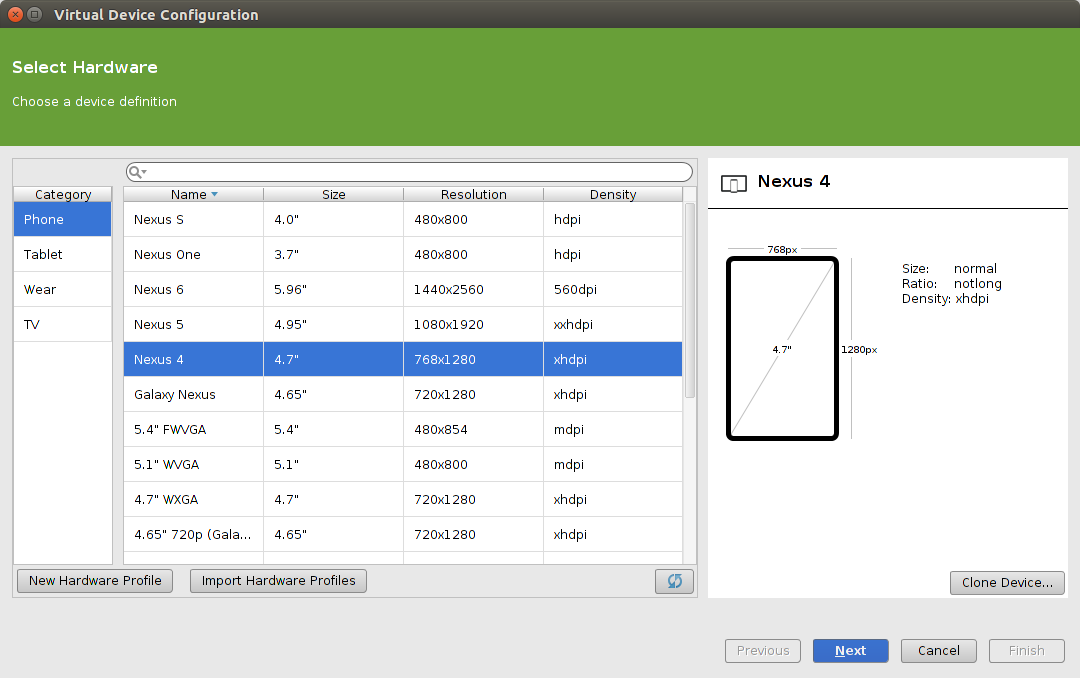 Virtual Device Configuration
Select Hardware
Choose a device definition
Category
Phone
Tablet
Wear
TV
Name Size Resolution Density
Nexus S 4.0" 480x800 hdpi
Nexus One 3.7" 480x800 hdpi
Nexus 6 5.96" 1440x2560 560dpi
Nexus 5 4.95" 1080x1920 xxhdpi
Nexus 4 4.7" 768x1280 xhdpi
Galaxy Nexus 4.65" 720x1280 xhdpi
5.4" FWVGA 5.4" 480x854 mdpi
5.1" WVGA 5.1" 480x800 mdpi
4.7" WXGA 4.7" 720x1280 xhdpi
4.65" 720p (Gala... 4.65" 720x1280 xhdpi
New Hardware Profile Import Hardware Profiles
Nexus 4
768px
4.7"
1280px
Size: normal
Ratio: notlong
Density: xhdpi
Clone Device...
Previous Next Cancel Finish